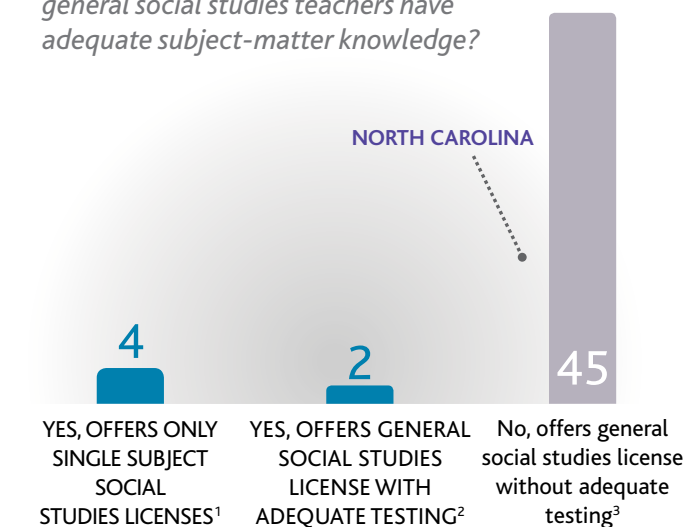 general social studies teachers have
adequate subject-matter knowledge?
NORTH CAROLINA
4
2
45
YES, OFFERS ONLY
SINGLE SUBJECT
SOCIAL
STUDIES LICENSES¹
YES, OFFERS GENERAL
SOCIAL STUDIES
LICENSE WITH
ADEQUATE TESTING²
No, offers general
social studies license
without adequate
testing³